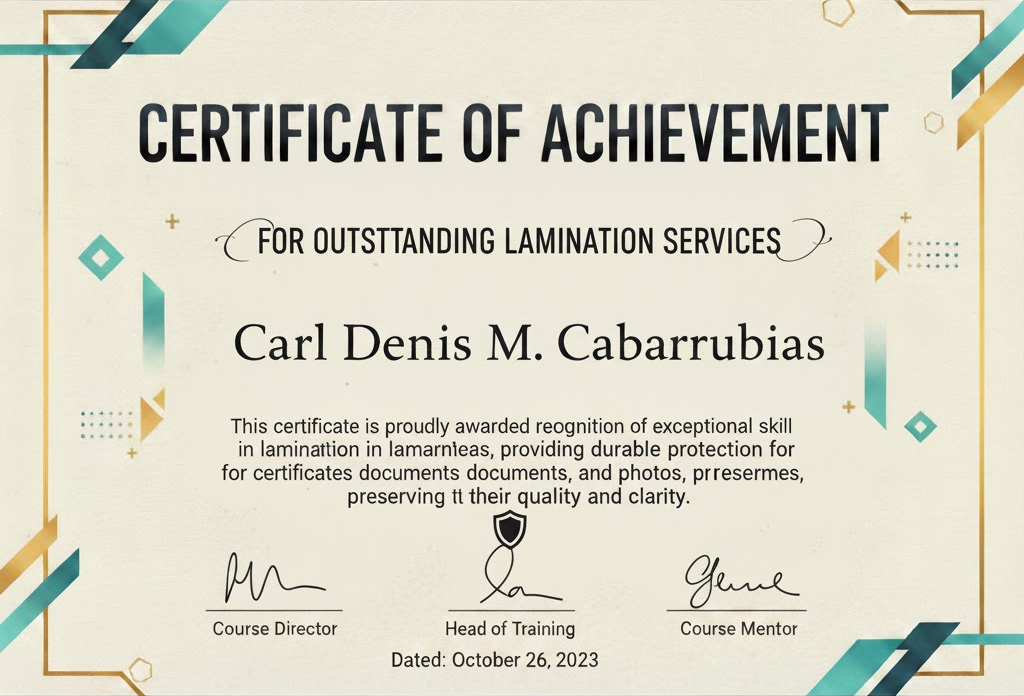 CERTIFICATE OF ACHIEVEMENT
FOR OUTSTTANDING LAMINATION SERVICES
Carl Denis M. Cabarrubias
This certificate is proudly awarded reognition of exceptional skill
in laminattion in lamarnieas, providing durable protection for
for certificates documents documents, and photos, prresermes,
preserving tt their quality and clarity.
Course Director
Head of Training
Course Mentor
Dated: October 26, 2023